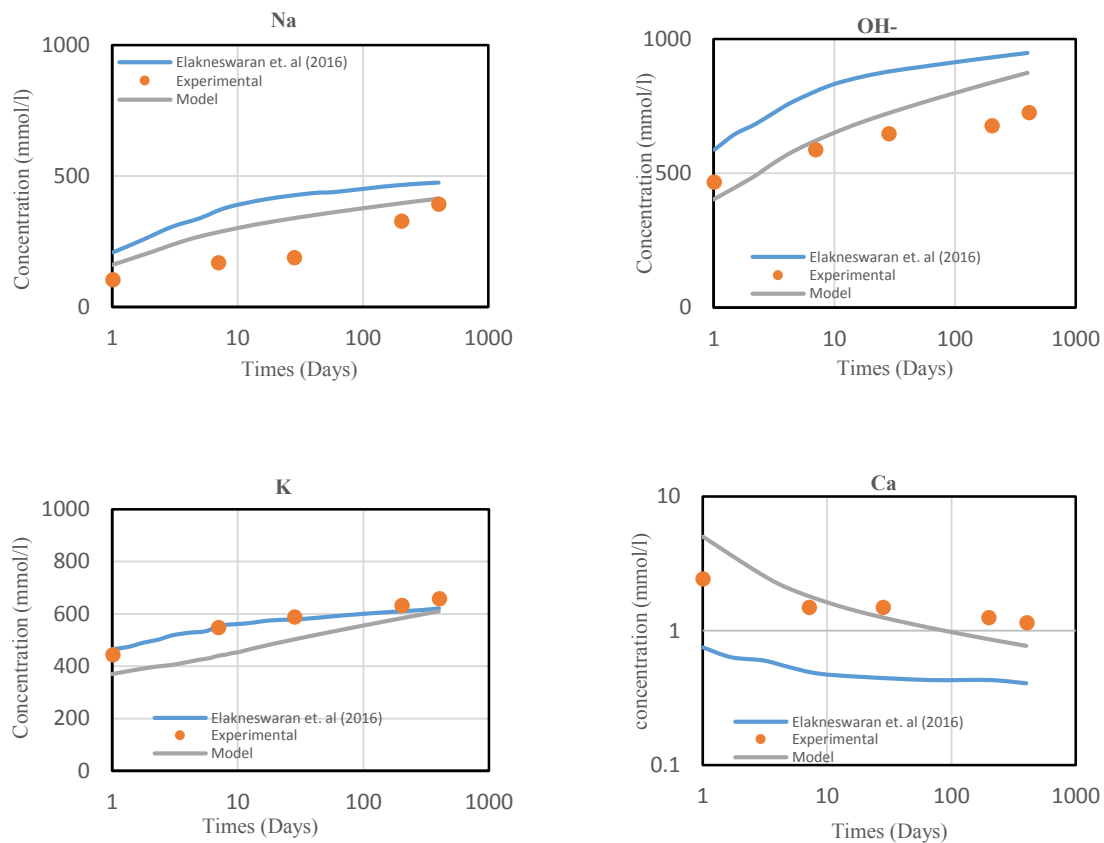 Na
1000
500
0
Concentration (mmol/l)
Elakneswaran et. al (2016)
Experimental
Model
1 10 100 1000
Times (Days)
OH-
1000
500
0
Concentration (mmol/l)
Elakneswaran et. al (2016)
Experimental
Model
1 10 100 1000
Times (Days)
K
1000
800
600
400
200
0
Concentration (mmol/l)
Elakneswaran et. al (2016)
Experimental
Model
1 10 100 1000
Times (Days)
Ca
10
1
0.1
concentration (mmol/l)
Elakneswaran et. al (2016)
Experimental
Model
1 10 100 1000
Times (Days)